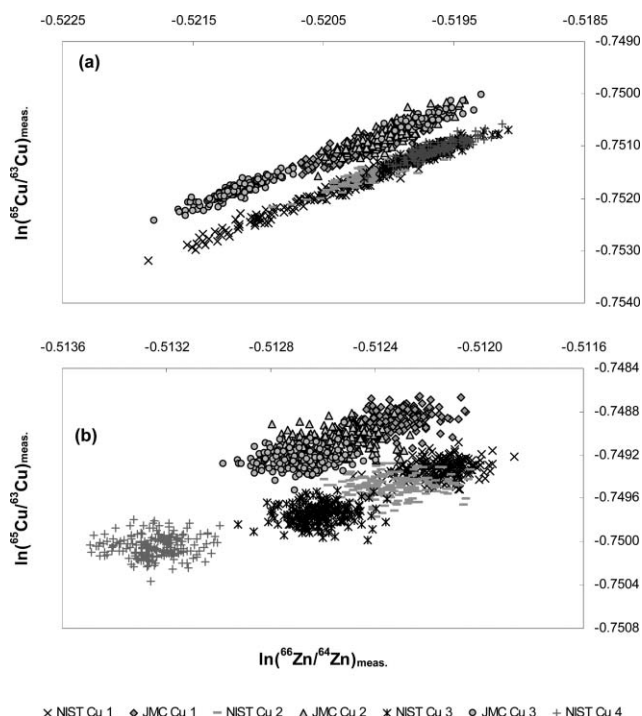 -0.5225 -0.5215 -0.5205 -0.5195 -0.5185
(a)
-0.7490
-0.7500
-0.7510
-0.7520
-0.7530
-0.7540
ln(⁶⁵Cu/⁶³Cu)meas.
-0.5136 -0.5132 -0.5128 -0.5124 -0.5120 -0.5116
(b)
-0.7484
-0.7488
-0.7492
-0.7496
-0.7500
-0.7504
-0.7508
ln(⁶⁵Cu/⁶³Cu)meas.
ln(⁶⁶Zn/⁶⁴Zn)meas.
NIST Cu 1 JMC Cu 1 NIST Cu 2 JMC Cu 2 NIST Cu 3 JMC Cu 3 NIST Cu 4